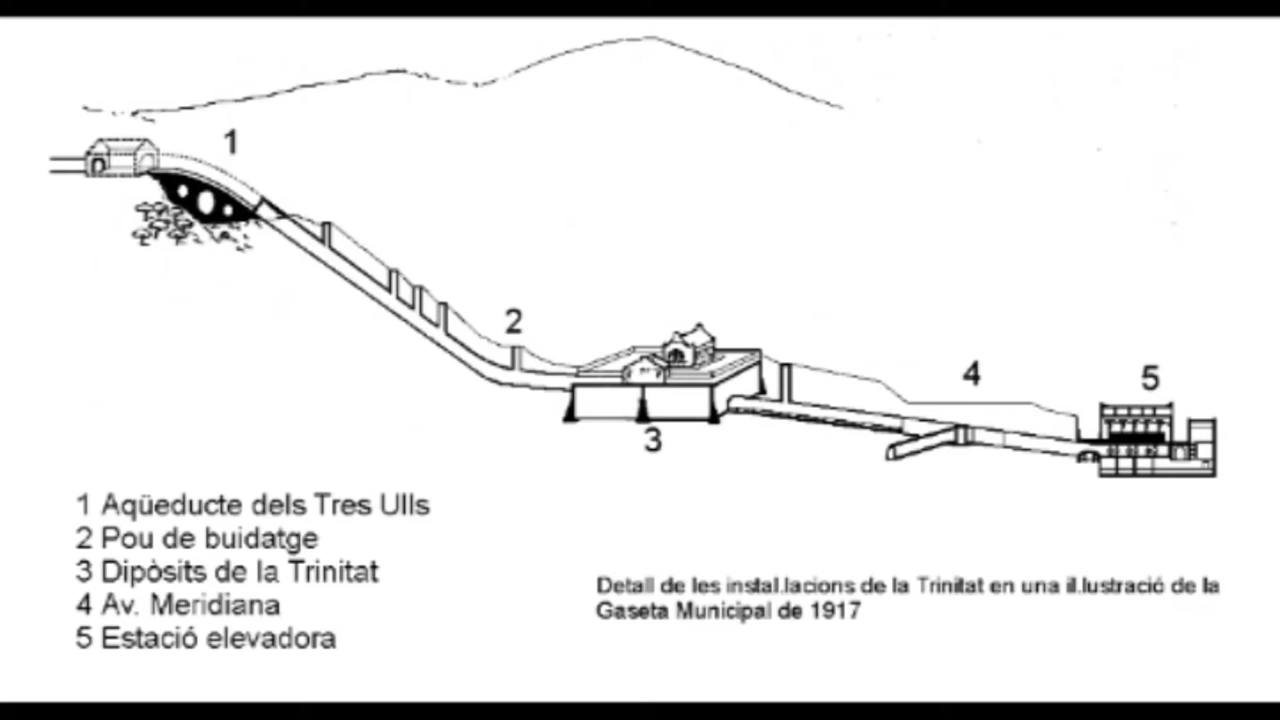 1
2
3
4
5
1 Aqüeducte dels Tres Ulls
2 Pou de buidatge
3 Dipòsits de la Trinitat
4 Av. Meridiana
5 Estació elevadora
Detall de les instal.lacions de la Trinitat en una il.lustració de la
Gaseta Municipal de 1917